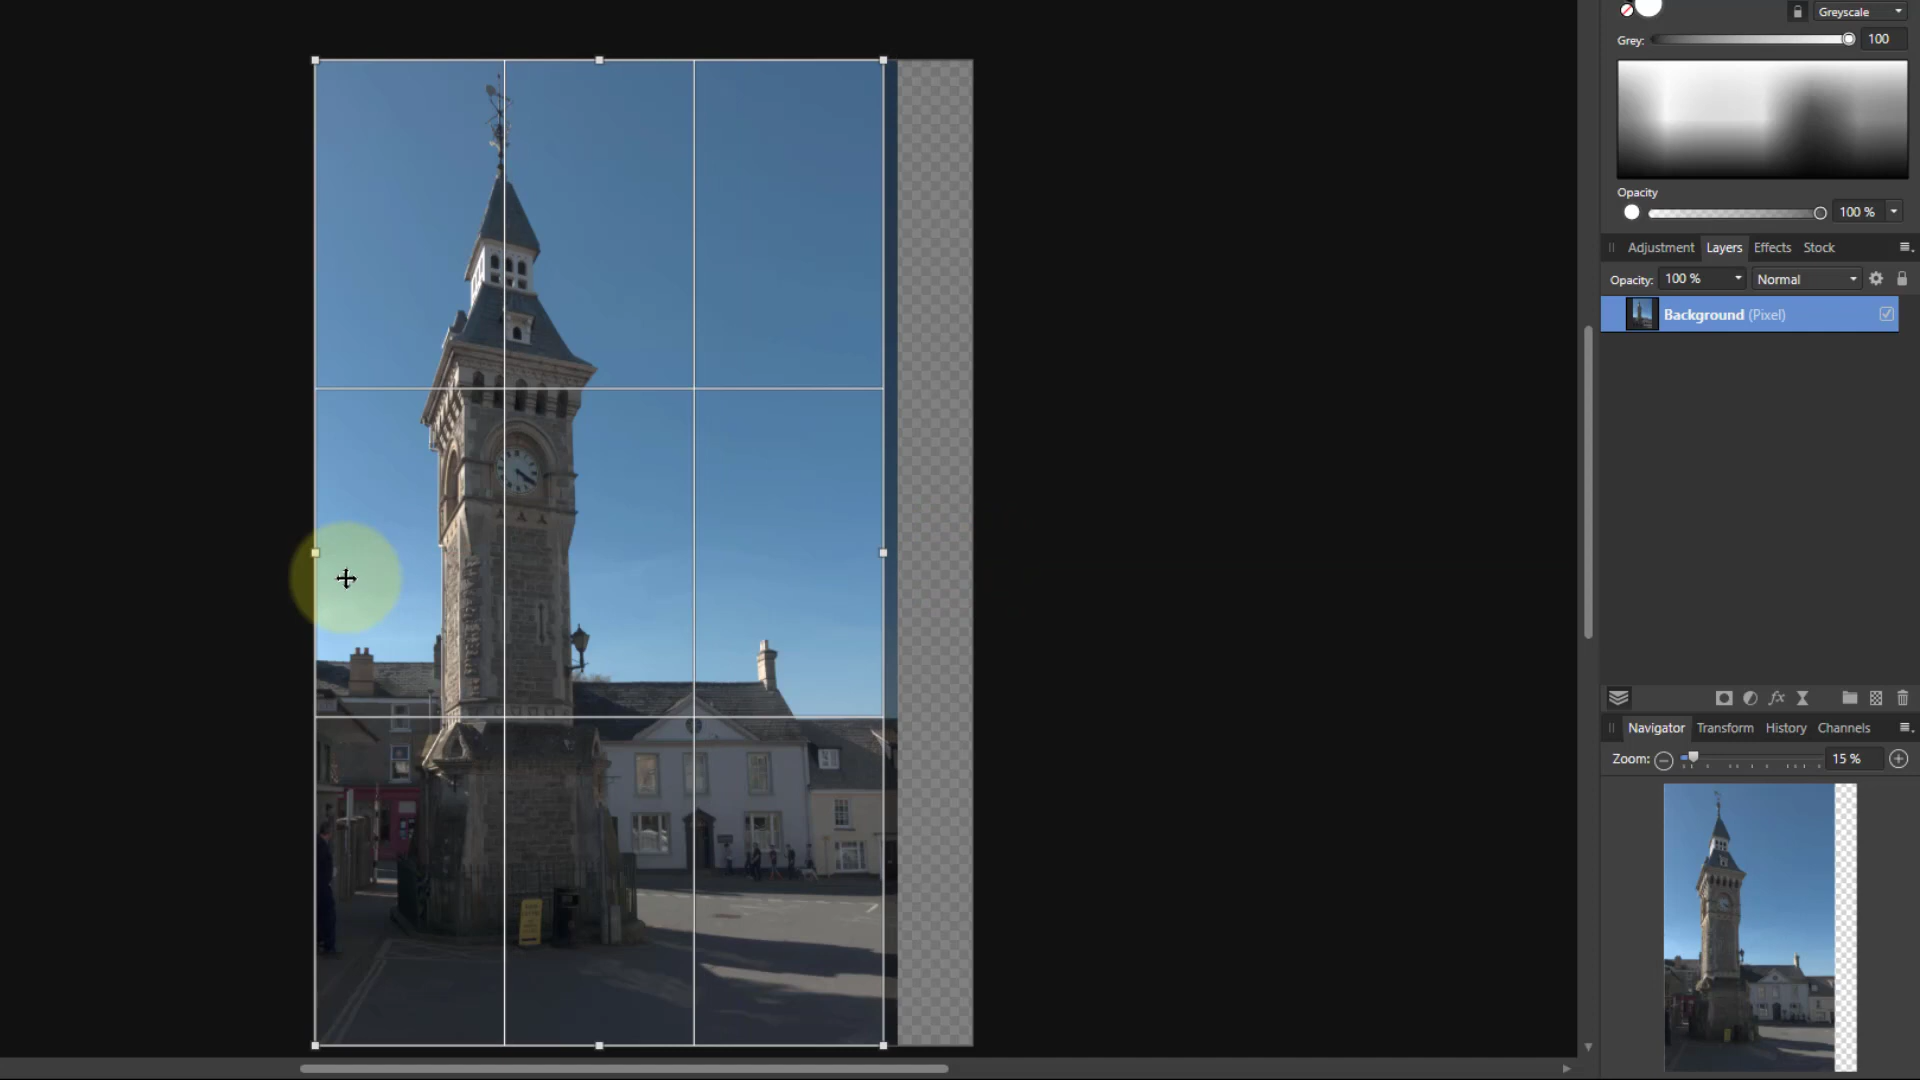 Greyscale
Grey: 100
Opacity
100 %
Adjustment Layers Effects Stock
Opacity: 100 % Normal
Background (Pixel)
fx
Navigator Transform History Channels
Zoom: 15 %